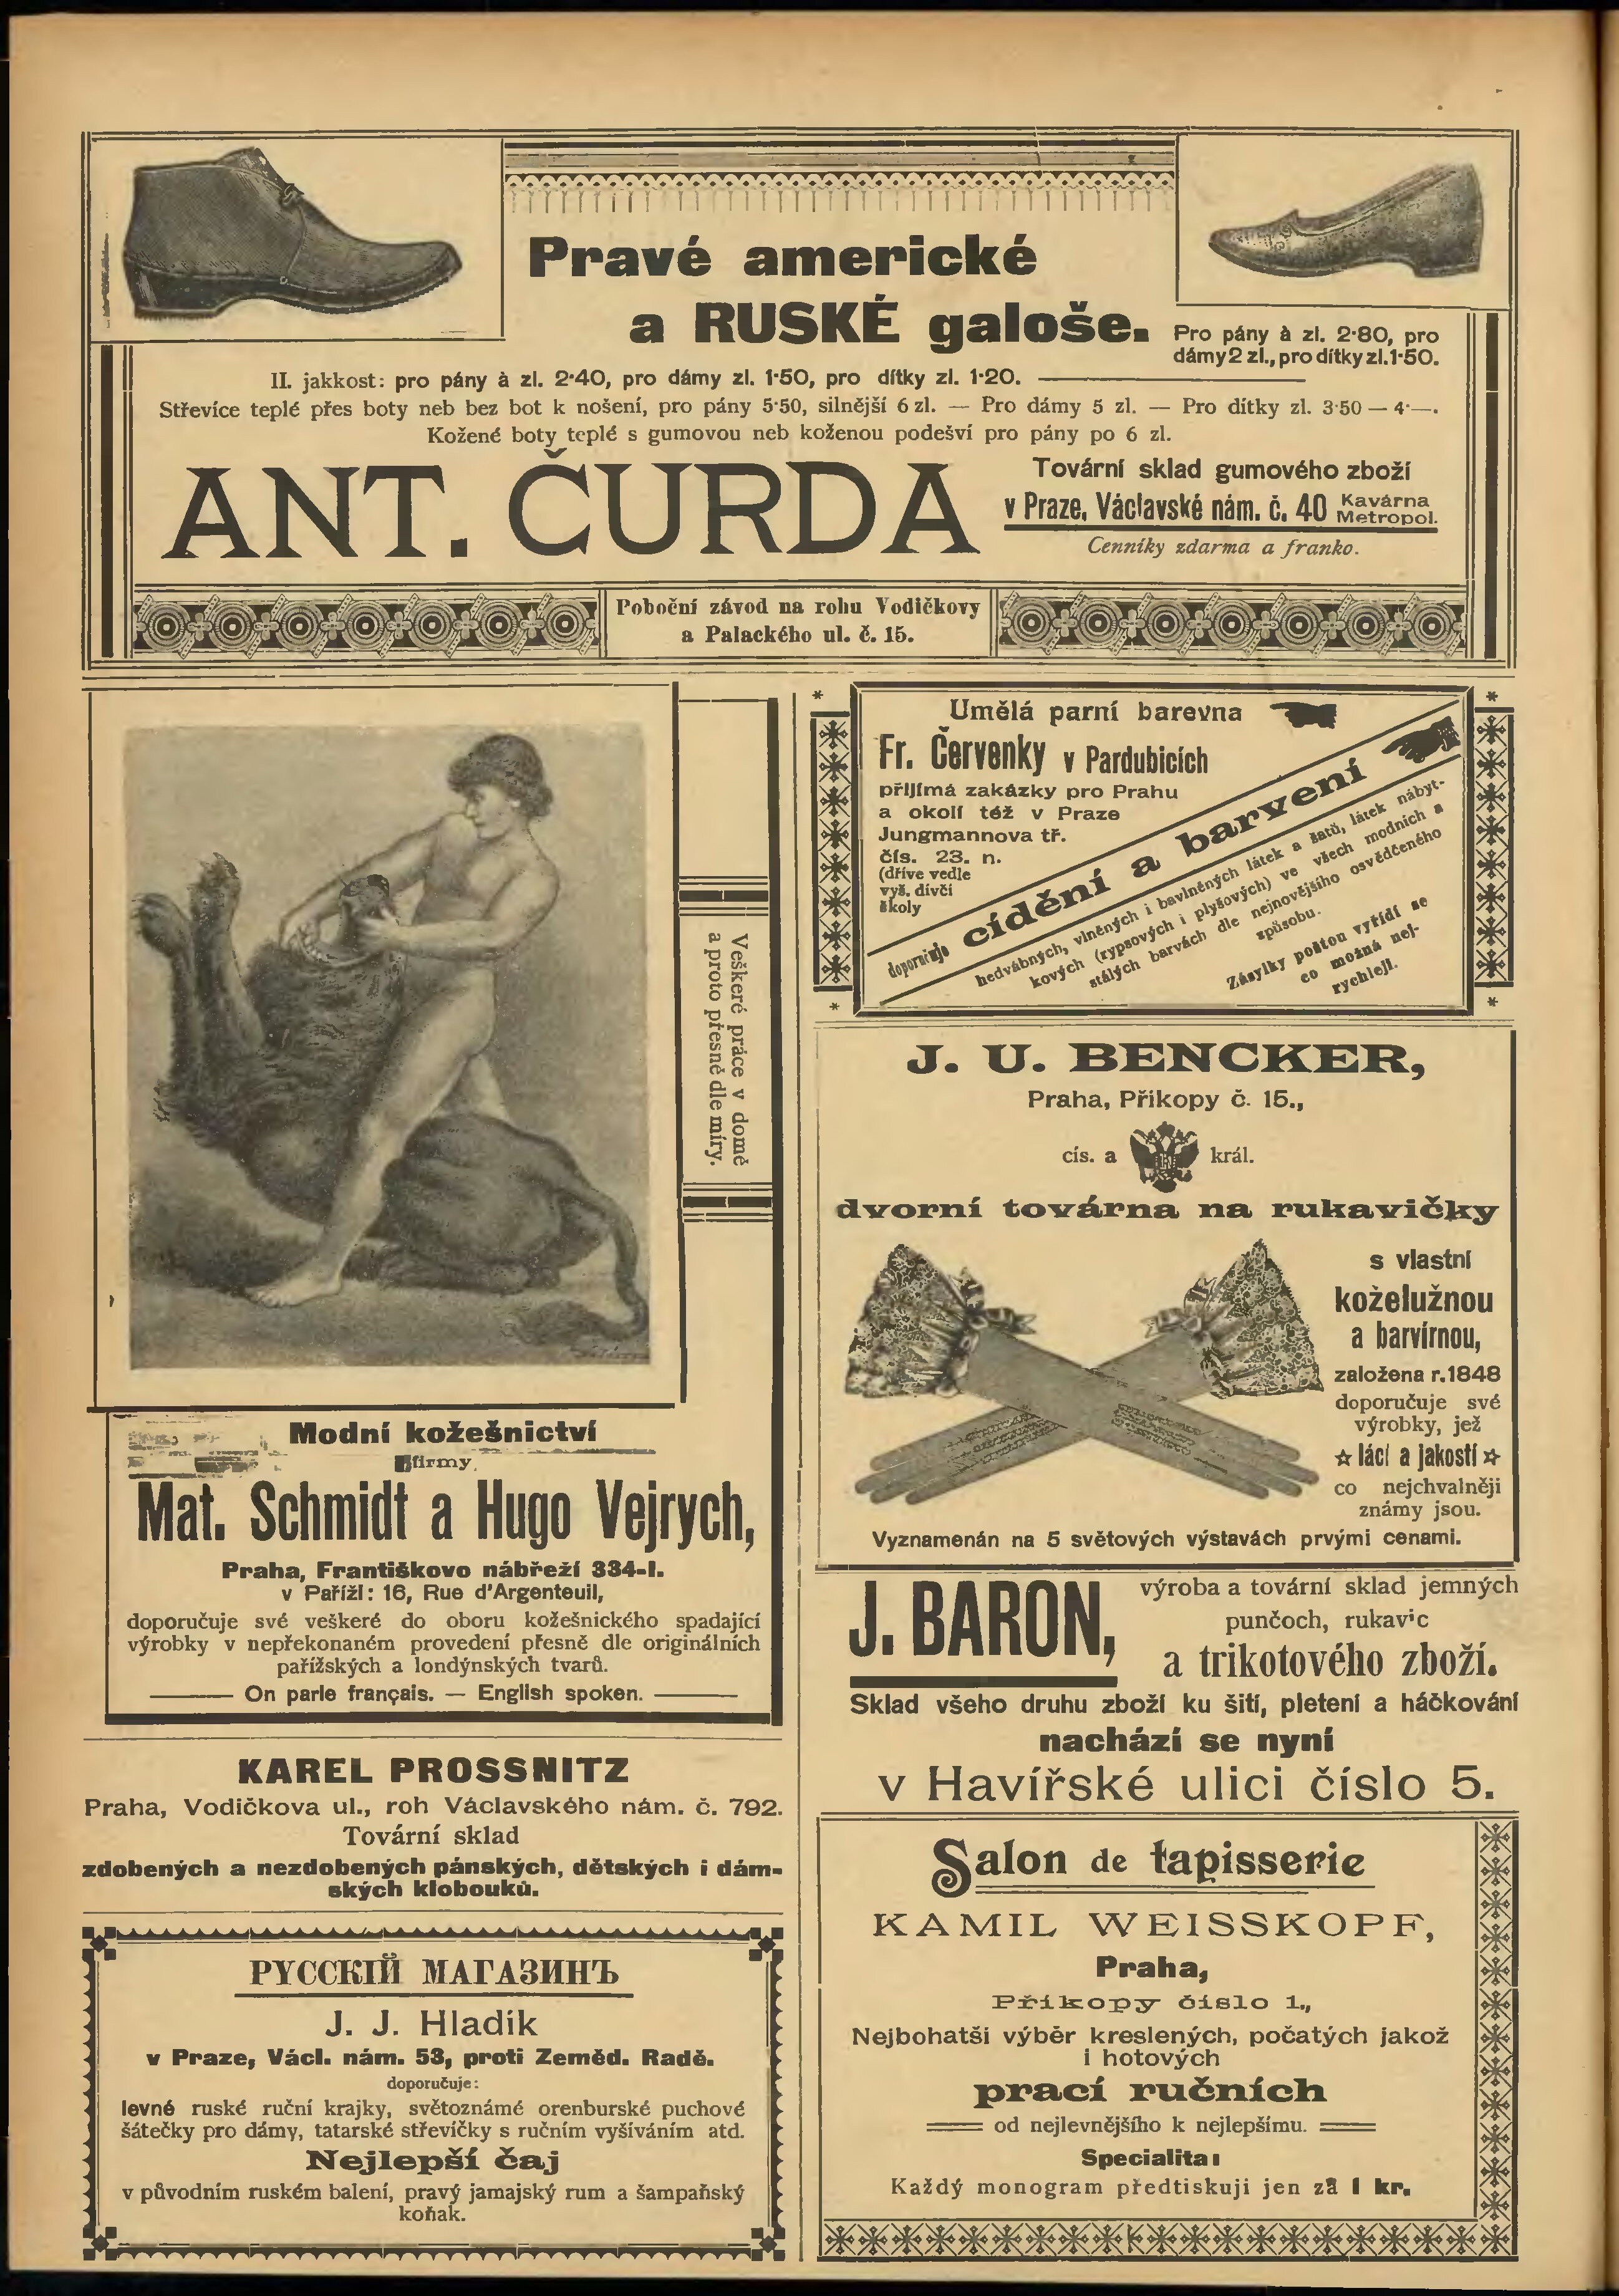 Pravé americké
a RUSKÉ galoše.
Pro pány à zl. 2·80, pro
dámy 2 zl., pro dítky zl. 1·50.
II. jakkost: pro pány à zl. 2·40, pro dámy zl. 1·50, pro dítky zl. 1·20.
Střevíce teplé přes boty neb bez bot k nošení, pro pány 5·50, silnější 6 zl. — Pro dámy 5 zl. — Pro dítky zl. 3·50 — 4·—.
Kožené boty teplé s gumovou neb koženou podešví pro pány po 6 zl.
ANT. ČURDA
Tovární sklad gumového zboží
v Praze, Václavské nám. č. 40 Kavárna
Metropol.
Cenníky zdarma a franko.
Poboční závod na rohu Vodičkovy
a Palackého ul. č. 15.
Veškeré práce v domě
a proto přesně dle míry.
Modní kožešnictví
firmy
Mat. Schmidt a Hugo Vejrych,
Praha, Františkovo nábřeží 334-I.
v Paříži: 16, Rue d'Argenteuil,
doporučuje své veškeré do oboru kožešnického spadající
výrobky v nepřekonaném provedení přesně dle originálních
pařížských a londýnských tvarů.
On parle français. — English spoken.
KAREL PROSSNITZ
Praha, Vodičkova ul., roh Václavského nám. č. 792.
Tovární sklad
zdobených a nezdobených pánských, dětských i dám-
ských klobouků.
РУССКІЙ МАГАЗИНЪ
J. J. Hladík
v Praze, Václ. nám. 53, proti Zeměd. Radě.
doporučuje:
levné ruské ruční krajky, světoznámé orenburské puchové
šátečky pro dámy, tatarské střevíčky s ručním vyšíváním atd.
Nejlepší čaj
v původním ruském balení, pravý jamajský rum a šampaňský
koňak.
Umělá parní barevna
Fr. Červenky v Pardubicích
přijímá zakázky pro Prahu
a okolí též v Praze
Jungmannova tř.
čís. 23. n.
(dříve vedle
vyš. dívčí
školy
doporučuje cídění a barvení
hedvábných, vlněných i bavlněných látek a šatů, látek nábyt-
kových (rypsových i plyšových) ve všech modních a
stálých barvách dle nejnovějšího osvědčeného
způsobu.
Zásylky poštou vyřídí se
co možná nej-
rychleji.
J. U. BENCKER,
Praha, Příkopy č. 15.,
cís. a král.
dvorní továrna na rukavičky
s vlastní
koželužnou
a barvírnou,
založena r. 1848
doporučuje své
výrobky, jež
☆ lácí a jakostí ☆
co nejchvalněji
známy jsou.
Vyznamenán na 5 světových výstavách prvými cenami.
J. BARON,
výroba a tovární sklad jemných
punčoch, rukavic
a trikotového zboží.
Sklad všeho druhu zboží ku šití, pletení a háčkování
nachází se nyní
v Havířské ulici číslo 5.
Salon de tapisserie
KAMIL WEISSKOPF,
Praha,
Příkopy číslo 1.,
Nejbohatší výběr kreslených, počatých jakož
i hotových
prací ručních
od nejlevnějšího k nejlepšímu.
Specialita:
Každý monogram předtiskuji jen za 1 kr.